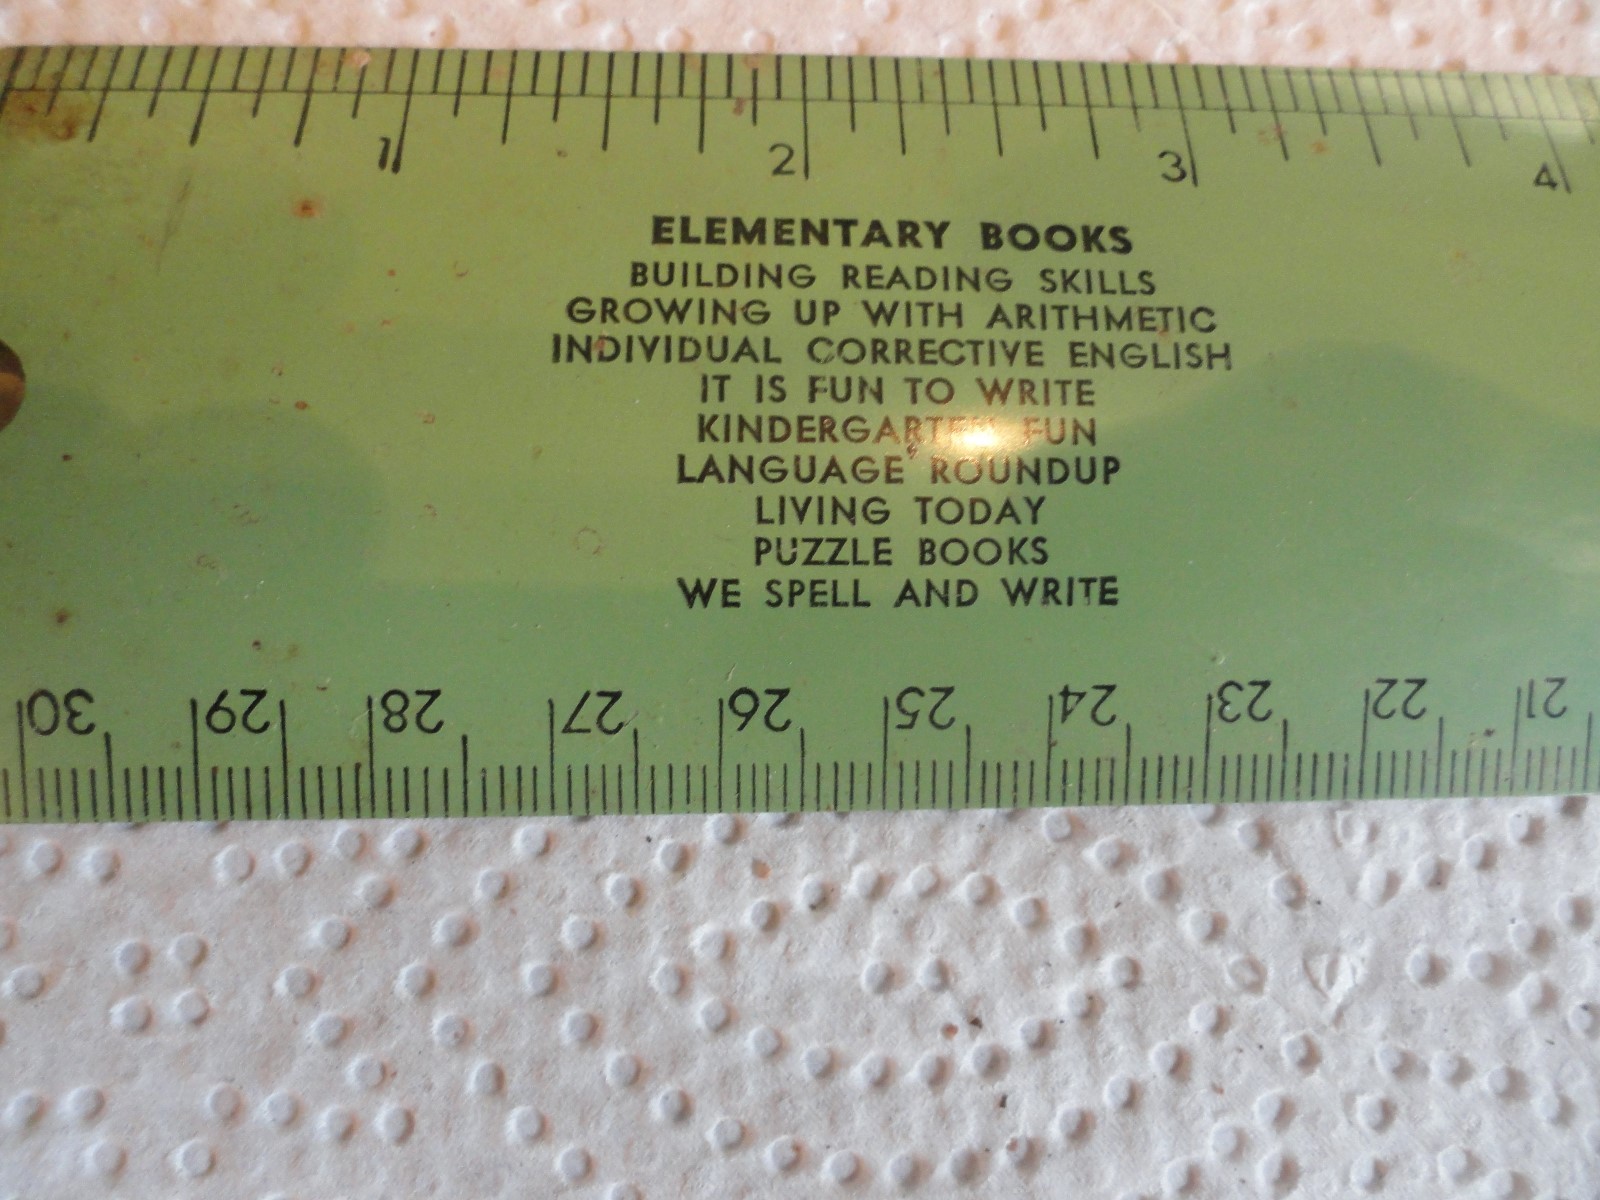 1 2 3 4
ELEMENTARY BOOKS
BUILDING READING SKILLS
GROWING UP WITH ARITHMETIC
INDIVIDUAL CORRECTIVE ENGLISH
IT IS FUN TO WRITE
KINDERGARTEN FUN
LANGUAGE ROUNDUP
LIVING TODAY
PUZZLE BOOKS
WE SPELL AND WRITE
30 29 28 27 26 25 24 23 22 21